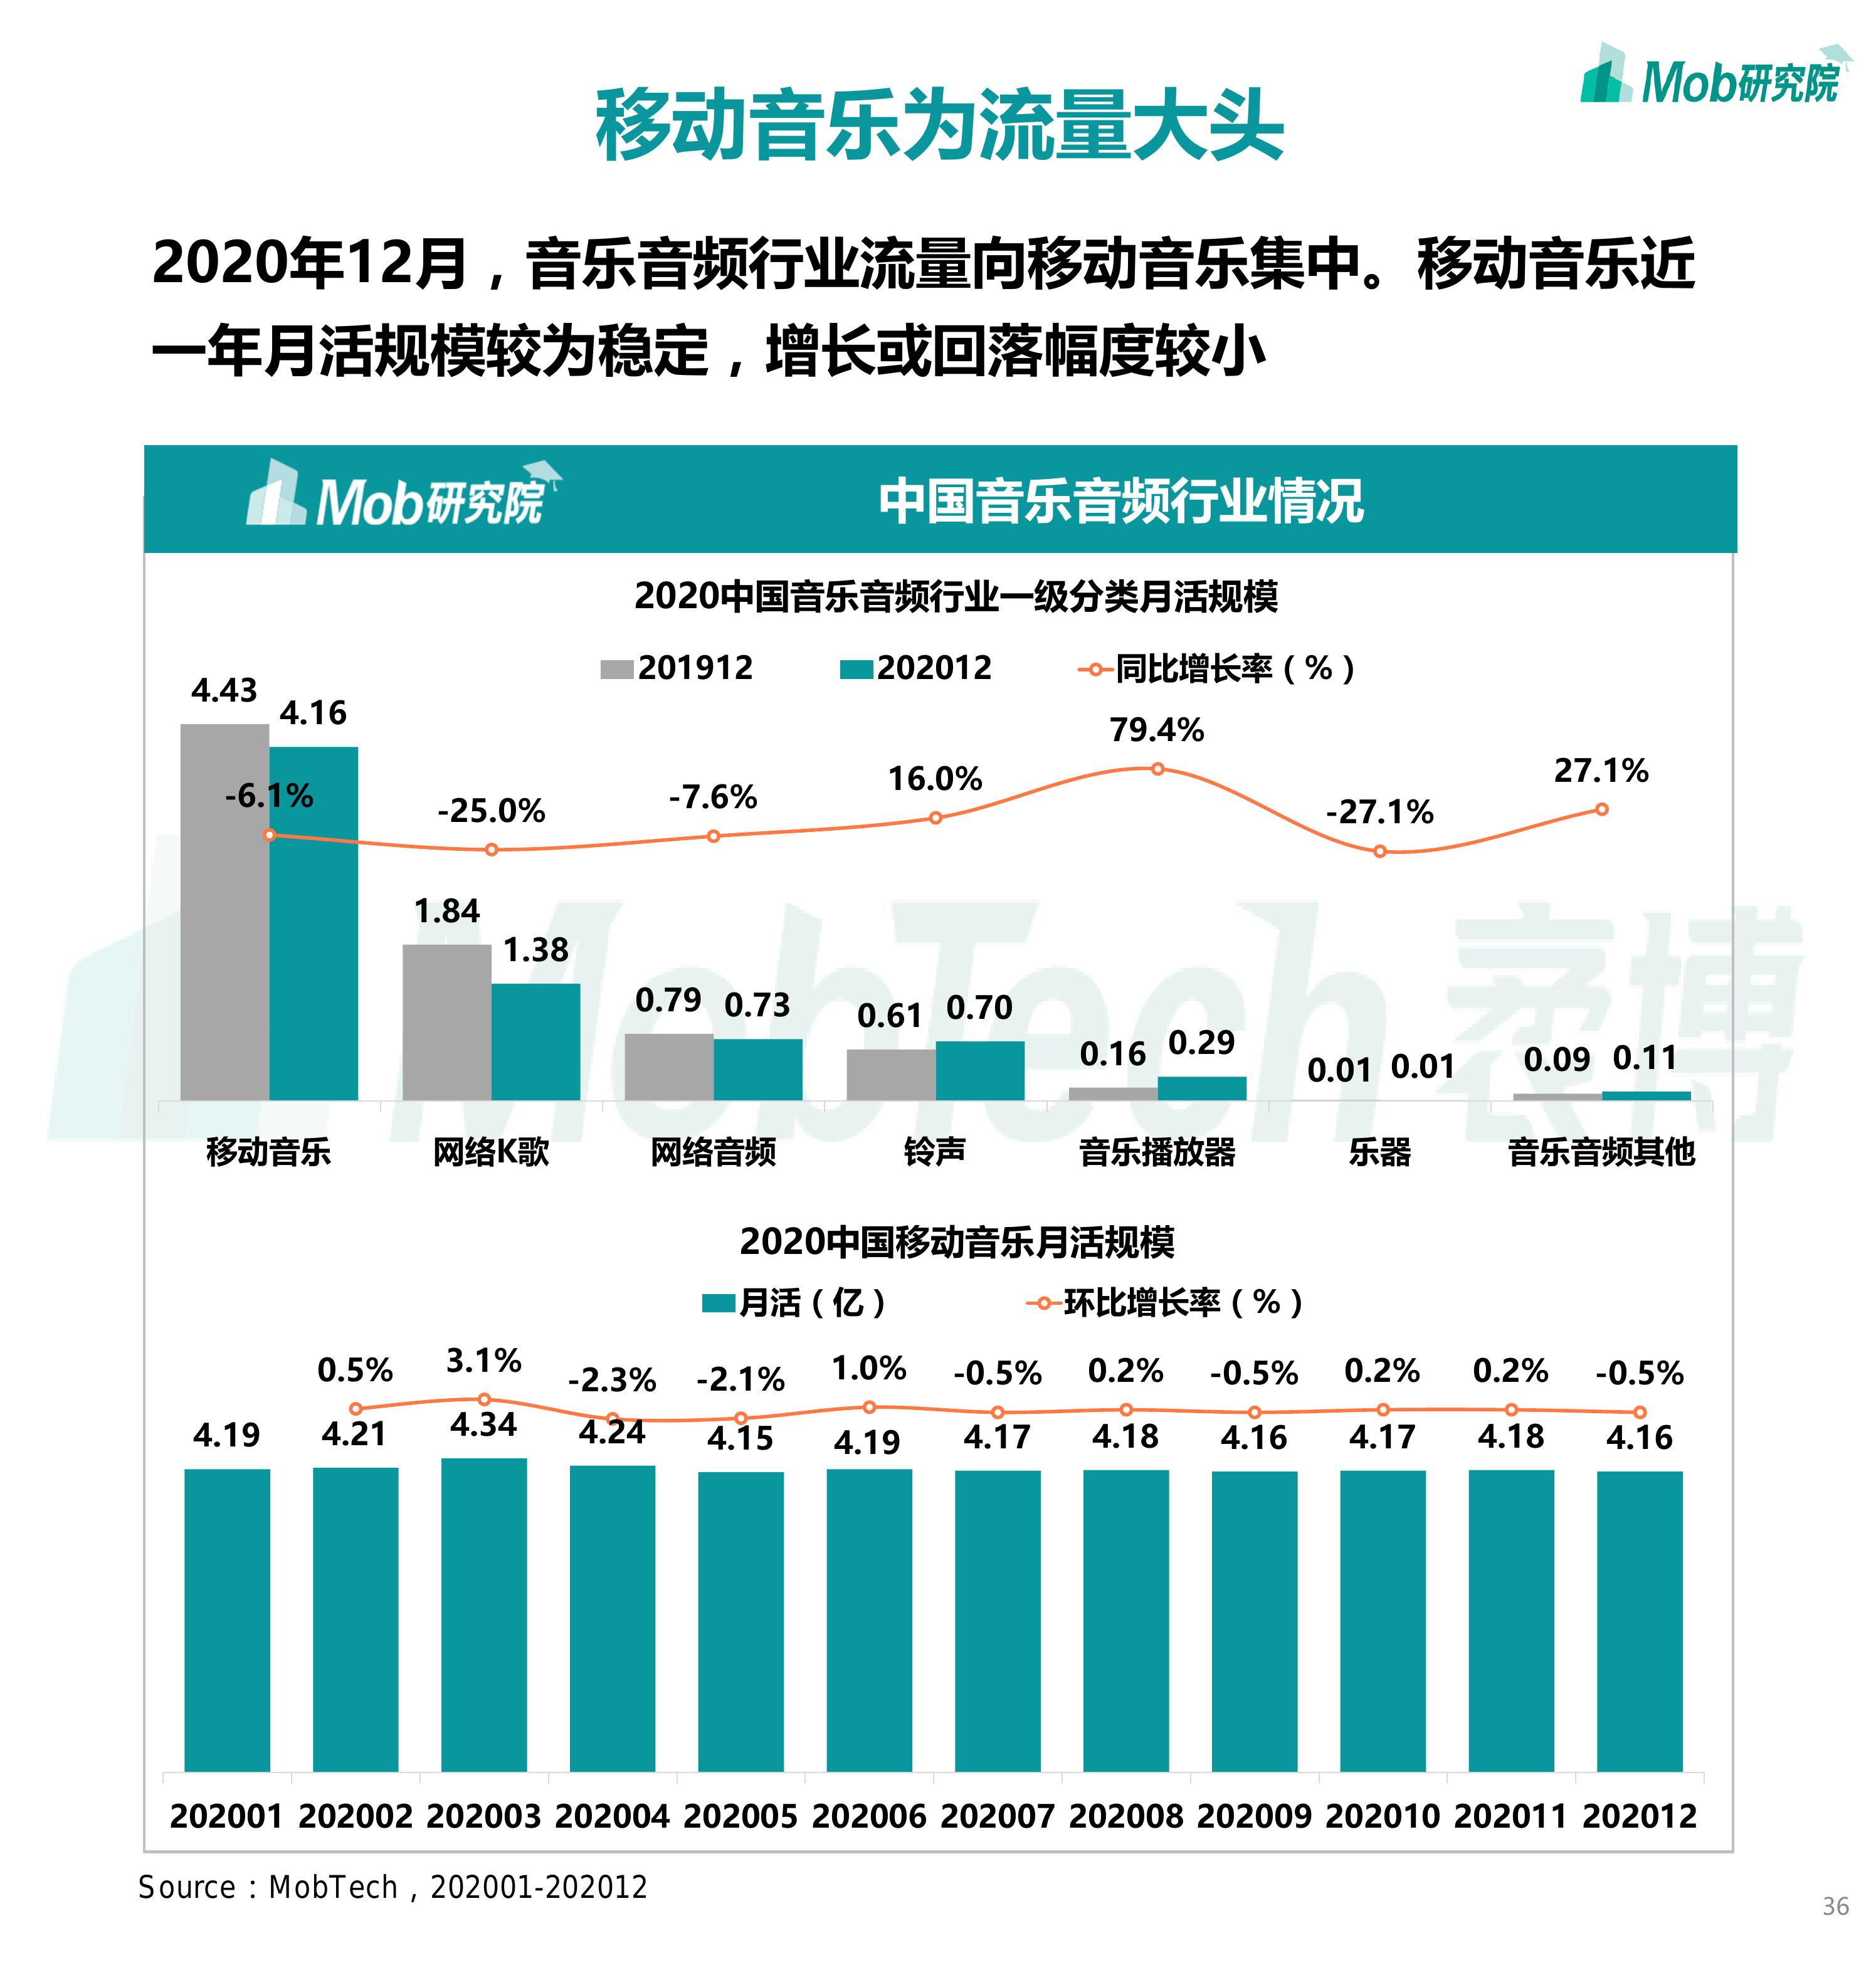 Mob研究院
移动音乐为流量大头
2020年12月，音乐音频行业流量向移动音乐集中。移动音乐近
一年月活规模较为稳定，增长或回落幅度较小
Mob研究院
中国音乐音频行业情况
2020中国音乐音频行业一级分类月活规模
201912 202012 同比增长率（%）
4.43 4.16
-6.1% -25.0% -7.6% 16.0% 79.4% -27.1% 27.1%
1.84 1.38
0.79 0.73 0.61 0.70 0.16 0.29 0.01 0.01 0.09 0.11
MobTech 袤博
移动音乐 网络K歌 网络音频 铃声 音乐播放器 乐器 音乐音频其他
2020中国移动音乐月活规模
月活（亿） 环比增长率（%）
0.5% 3.1% -2.3% -2.1% 1.0% -0.5% 0.2% -0.5% 0.2% 0.2% -0.5%
4.19 4.21 4.34 4.24 4.15 4.19 4.17 4.18 4.16 4.17 4.18 4.16
202001 202002 202003 202004 202005 202006 202007 202008 202009 202010 202011 202012
Source：MobTech，202001-202012
36